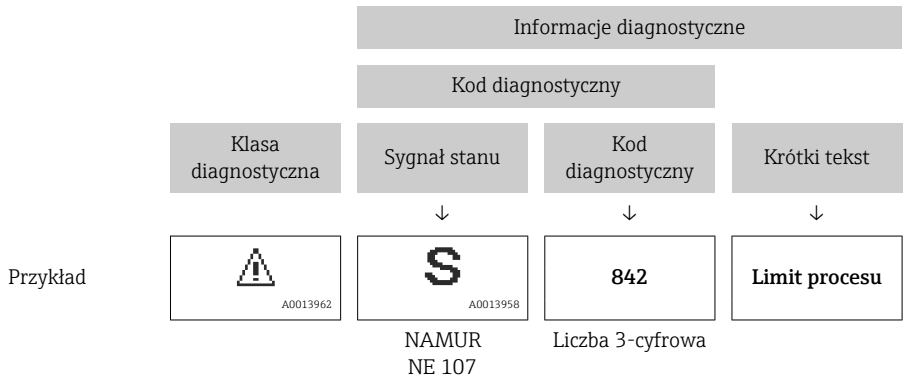 Informacje diagnostyczne
Kod diagnostyczny
Klasa
diagnostyczna
Sygnał stanu
Kod
diagnostyczny
Krótki tekst
↓ ↓ ↓
Przykład
⚠
A0013962
S
A0013958
842
Limit procesu
NAMUR
NE 107
Liczba 3-cyfrowa